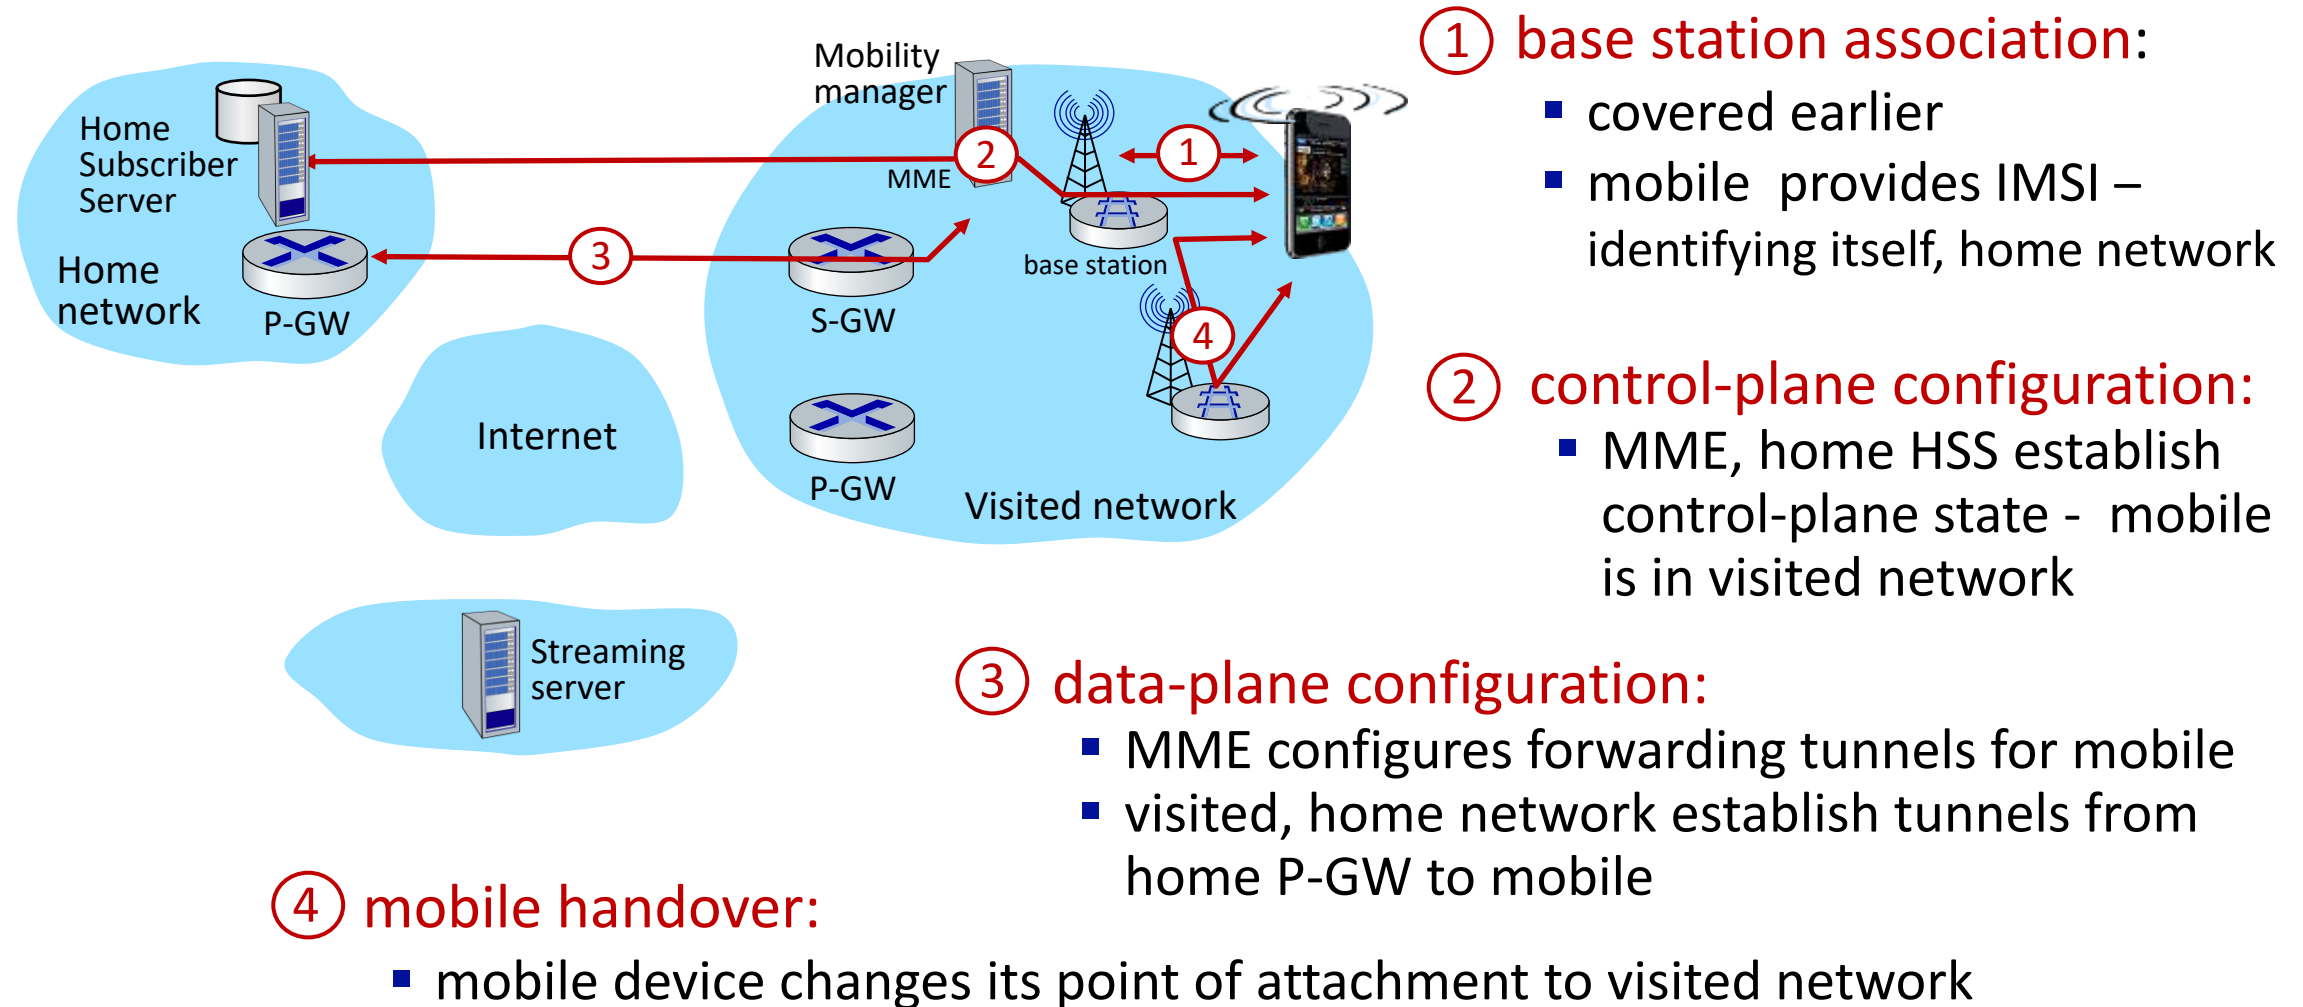 Mobility
manager
Home
Subscriber
Server
2
MME
1
base station
Home
network
P-GW
3
S-GW
4
Internet
P-GW
Visited network
Streaming
server
1 base station association:
covered earlier
mobile provides IMSI –
identifying itself, home network
2 control-plane configuration:
MME, home HSS establish
control-plane state - mobile
is in visited network
3 data-plane configuration:
MME configures forwarding tunnels for mobile
visited, home network establish tunnels from
home P-GW to mobile
4 mobile handover:
mobile device changes its point of attachment to visited network